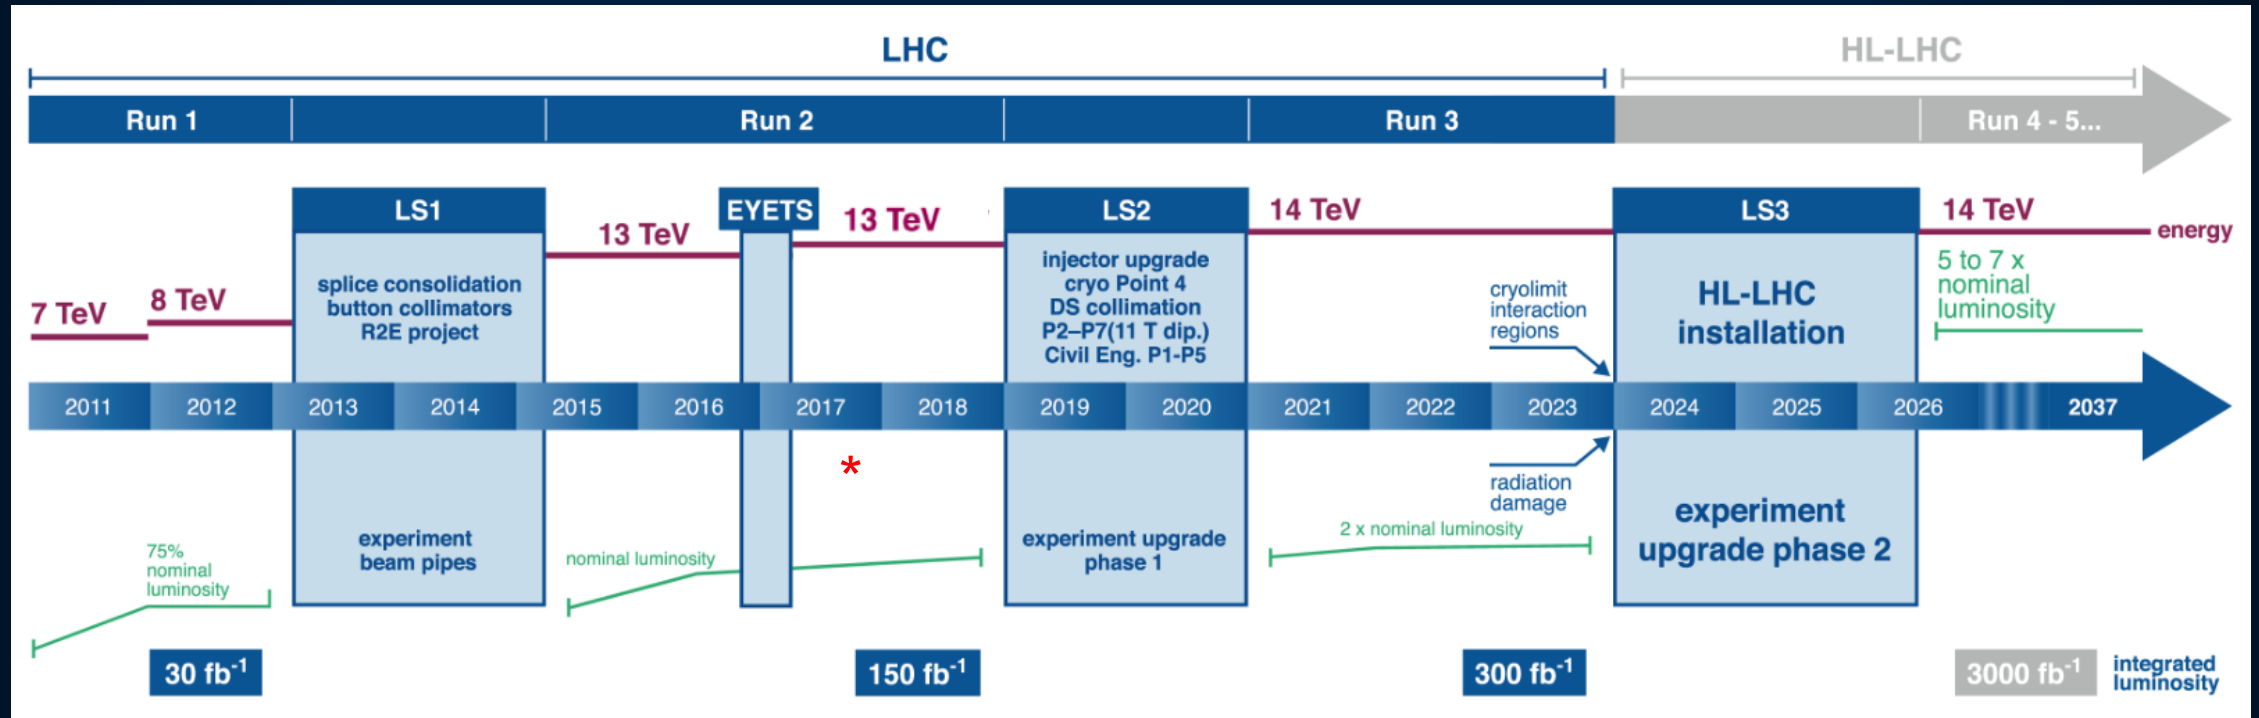 LHC
HL-LHC
Run 1
Run 2
Run 3
Run 4 - 5...
LS1
EYETS
LS2
LS3
7 TeV
8 TeV
13 TeV
13 TeV
14 TeV
14 TeV
energy
splice consolidation
button collimators
R2E project
injector upgrade
cryo Point 4
DS collimation
P2–P7(11 T dip.)
Civil Eng. P1-P5
cryolimit
interaction
regions
HL-LHC
installation
5 to 7 x
nominal
luminosity
2011
2012
2013
2014
2015
2016
2017
2018
2019
2020
2021
2022
2023
2024
2025
2026
2037
*
radiation
damage
75%
nominal
luminosity
experiment
beam pipes
nominal luminosity
experiment upgrade
phase 1
2 x nominal luminosity
experiment
upgrade phase 2
30 fb⁻¹
150 fb⁻¹
300 fb⁻¹
3000 fb⁻¹
integrated
luminosity